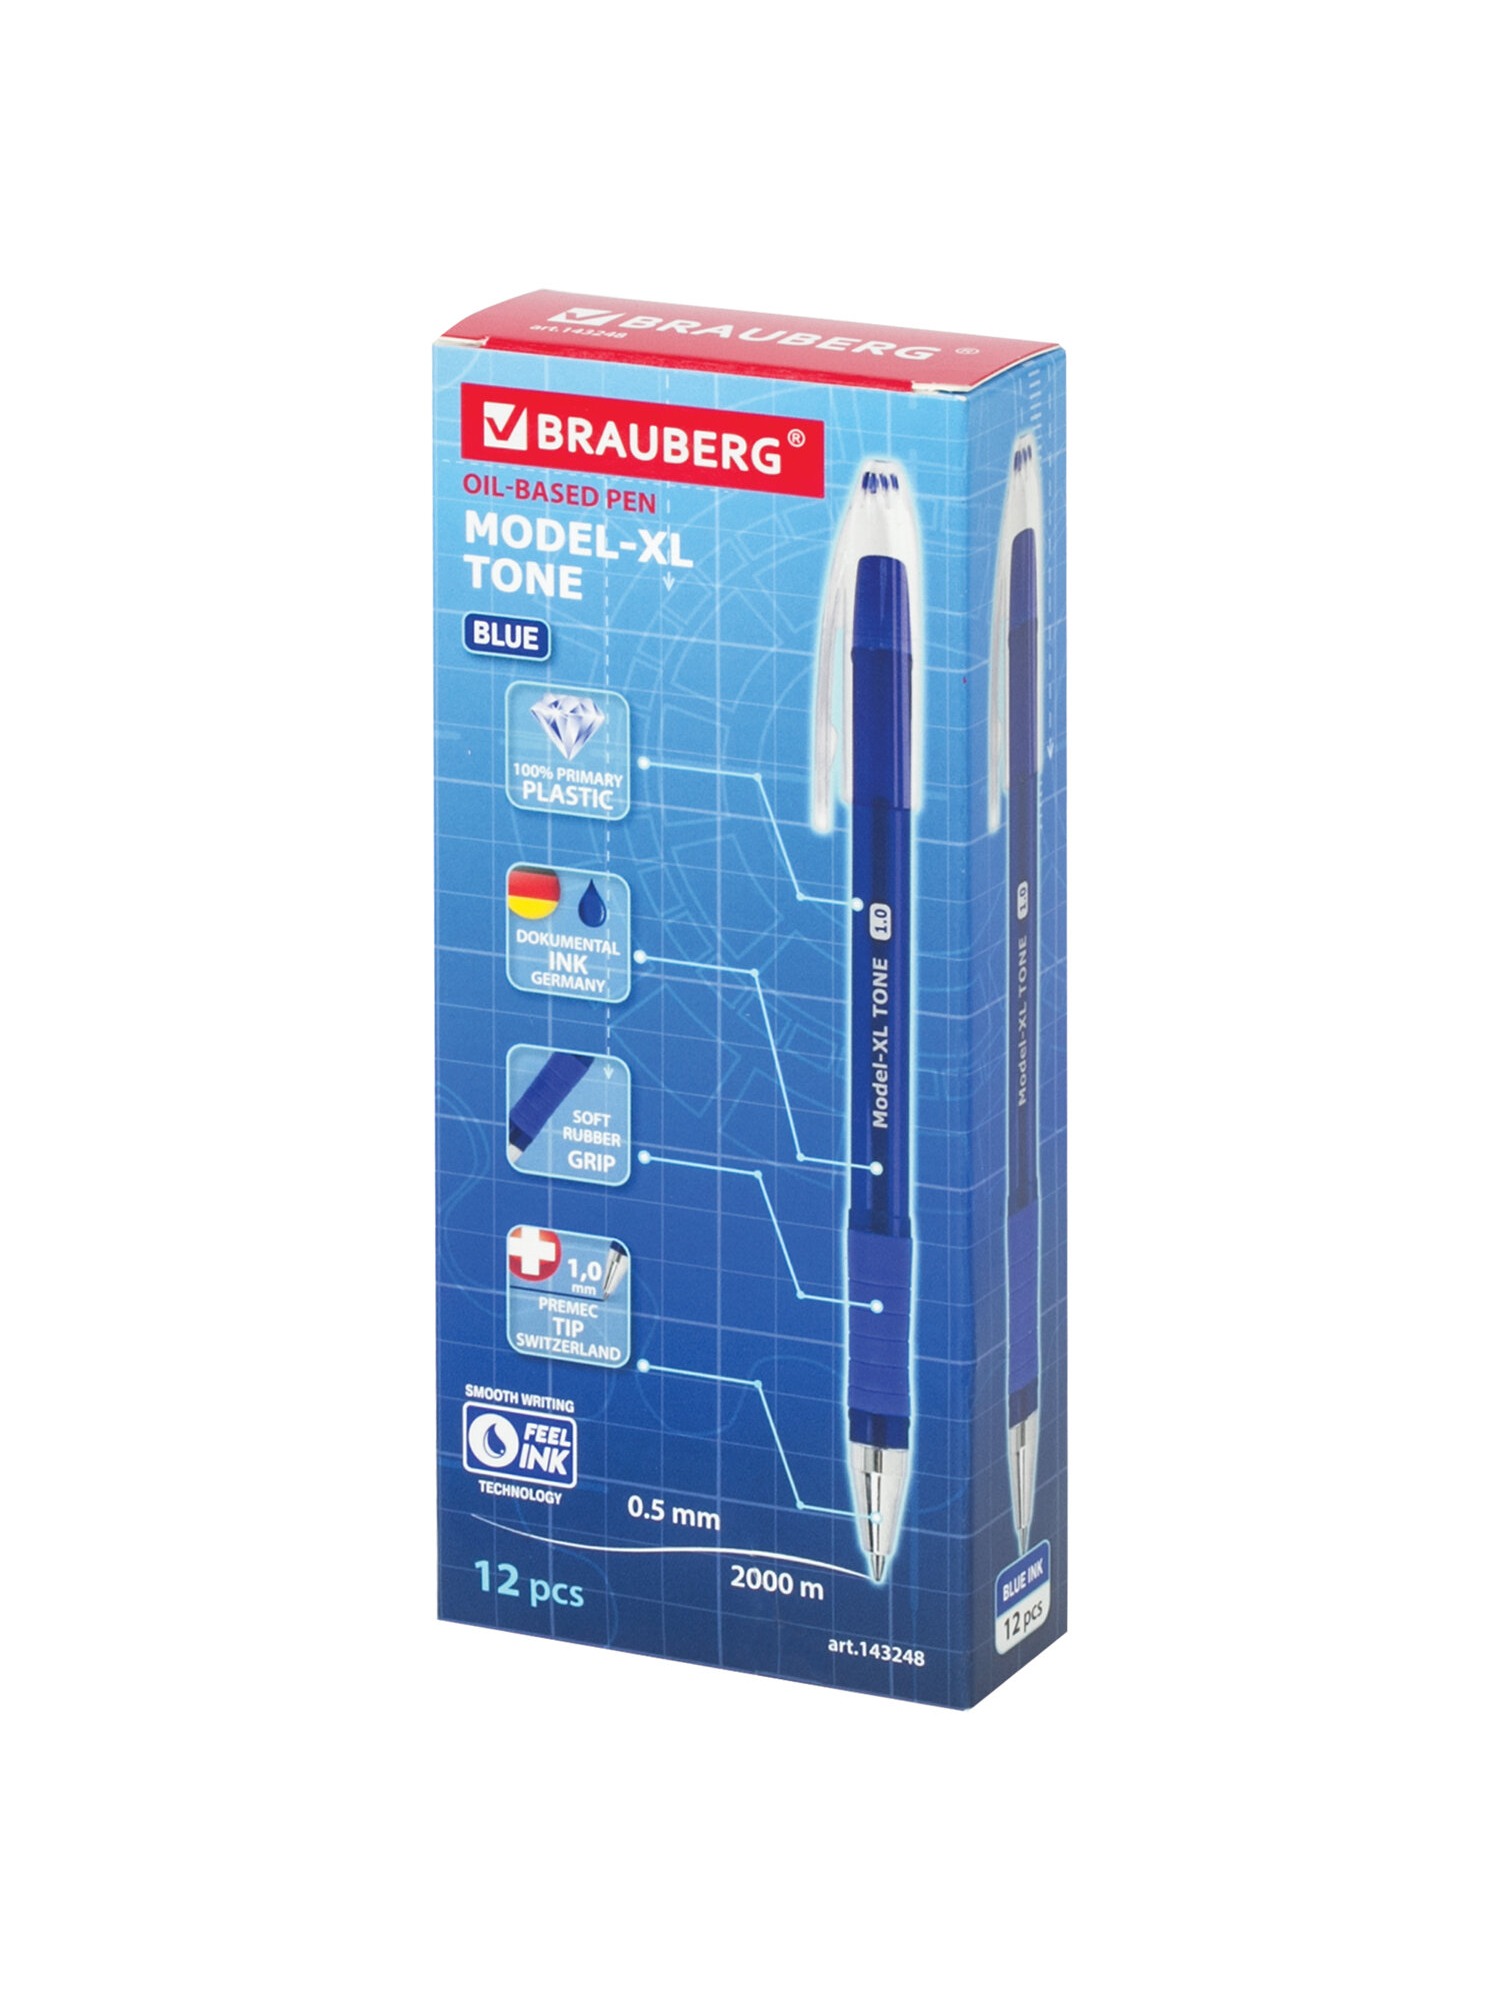 BRAUBERG ®
art.143248
BRAUBERG®
OIL-BASED PEN
MODEL-XL
TONE
BLUE
100% PRIMARY
PLASTIC
DOKUMENTAL
INK
GERMANY
SOFT
RUBBER
GRIP
1,0
mm
PREMEC
TIP
SWITZERLAND
SMOOTH WRITING
FEEL
INK
TECHNOLOGY
0.5 mm
2000 m
12 pcs
art.143248
Model-XL TONE 1.0
Model-XL TONE 1.0
BLUE INK
12 pcs